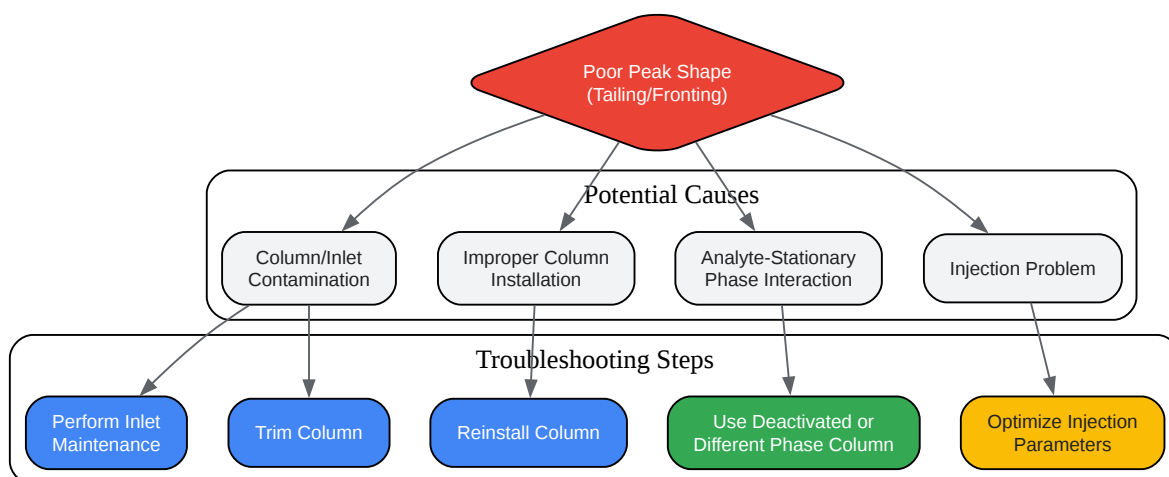 Poor Peak Shape
(Tailing/Fronting)
Potential Causes
Column/Inlet
Contamination
Improper Column
Installation
Analyte-Stationary
Phase Interaction
Injection Problem
Troubleshooting Steps
Perform Inlet
Maintenance
Trim Column
Reinstall Column
Use Deactivated or
Different Phase Column
Optimize Injection
Parameters